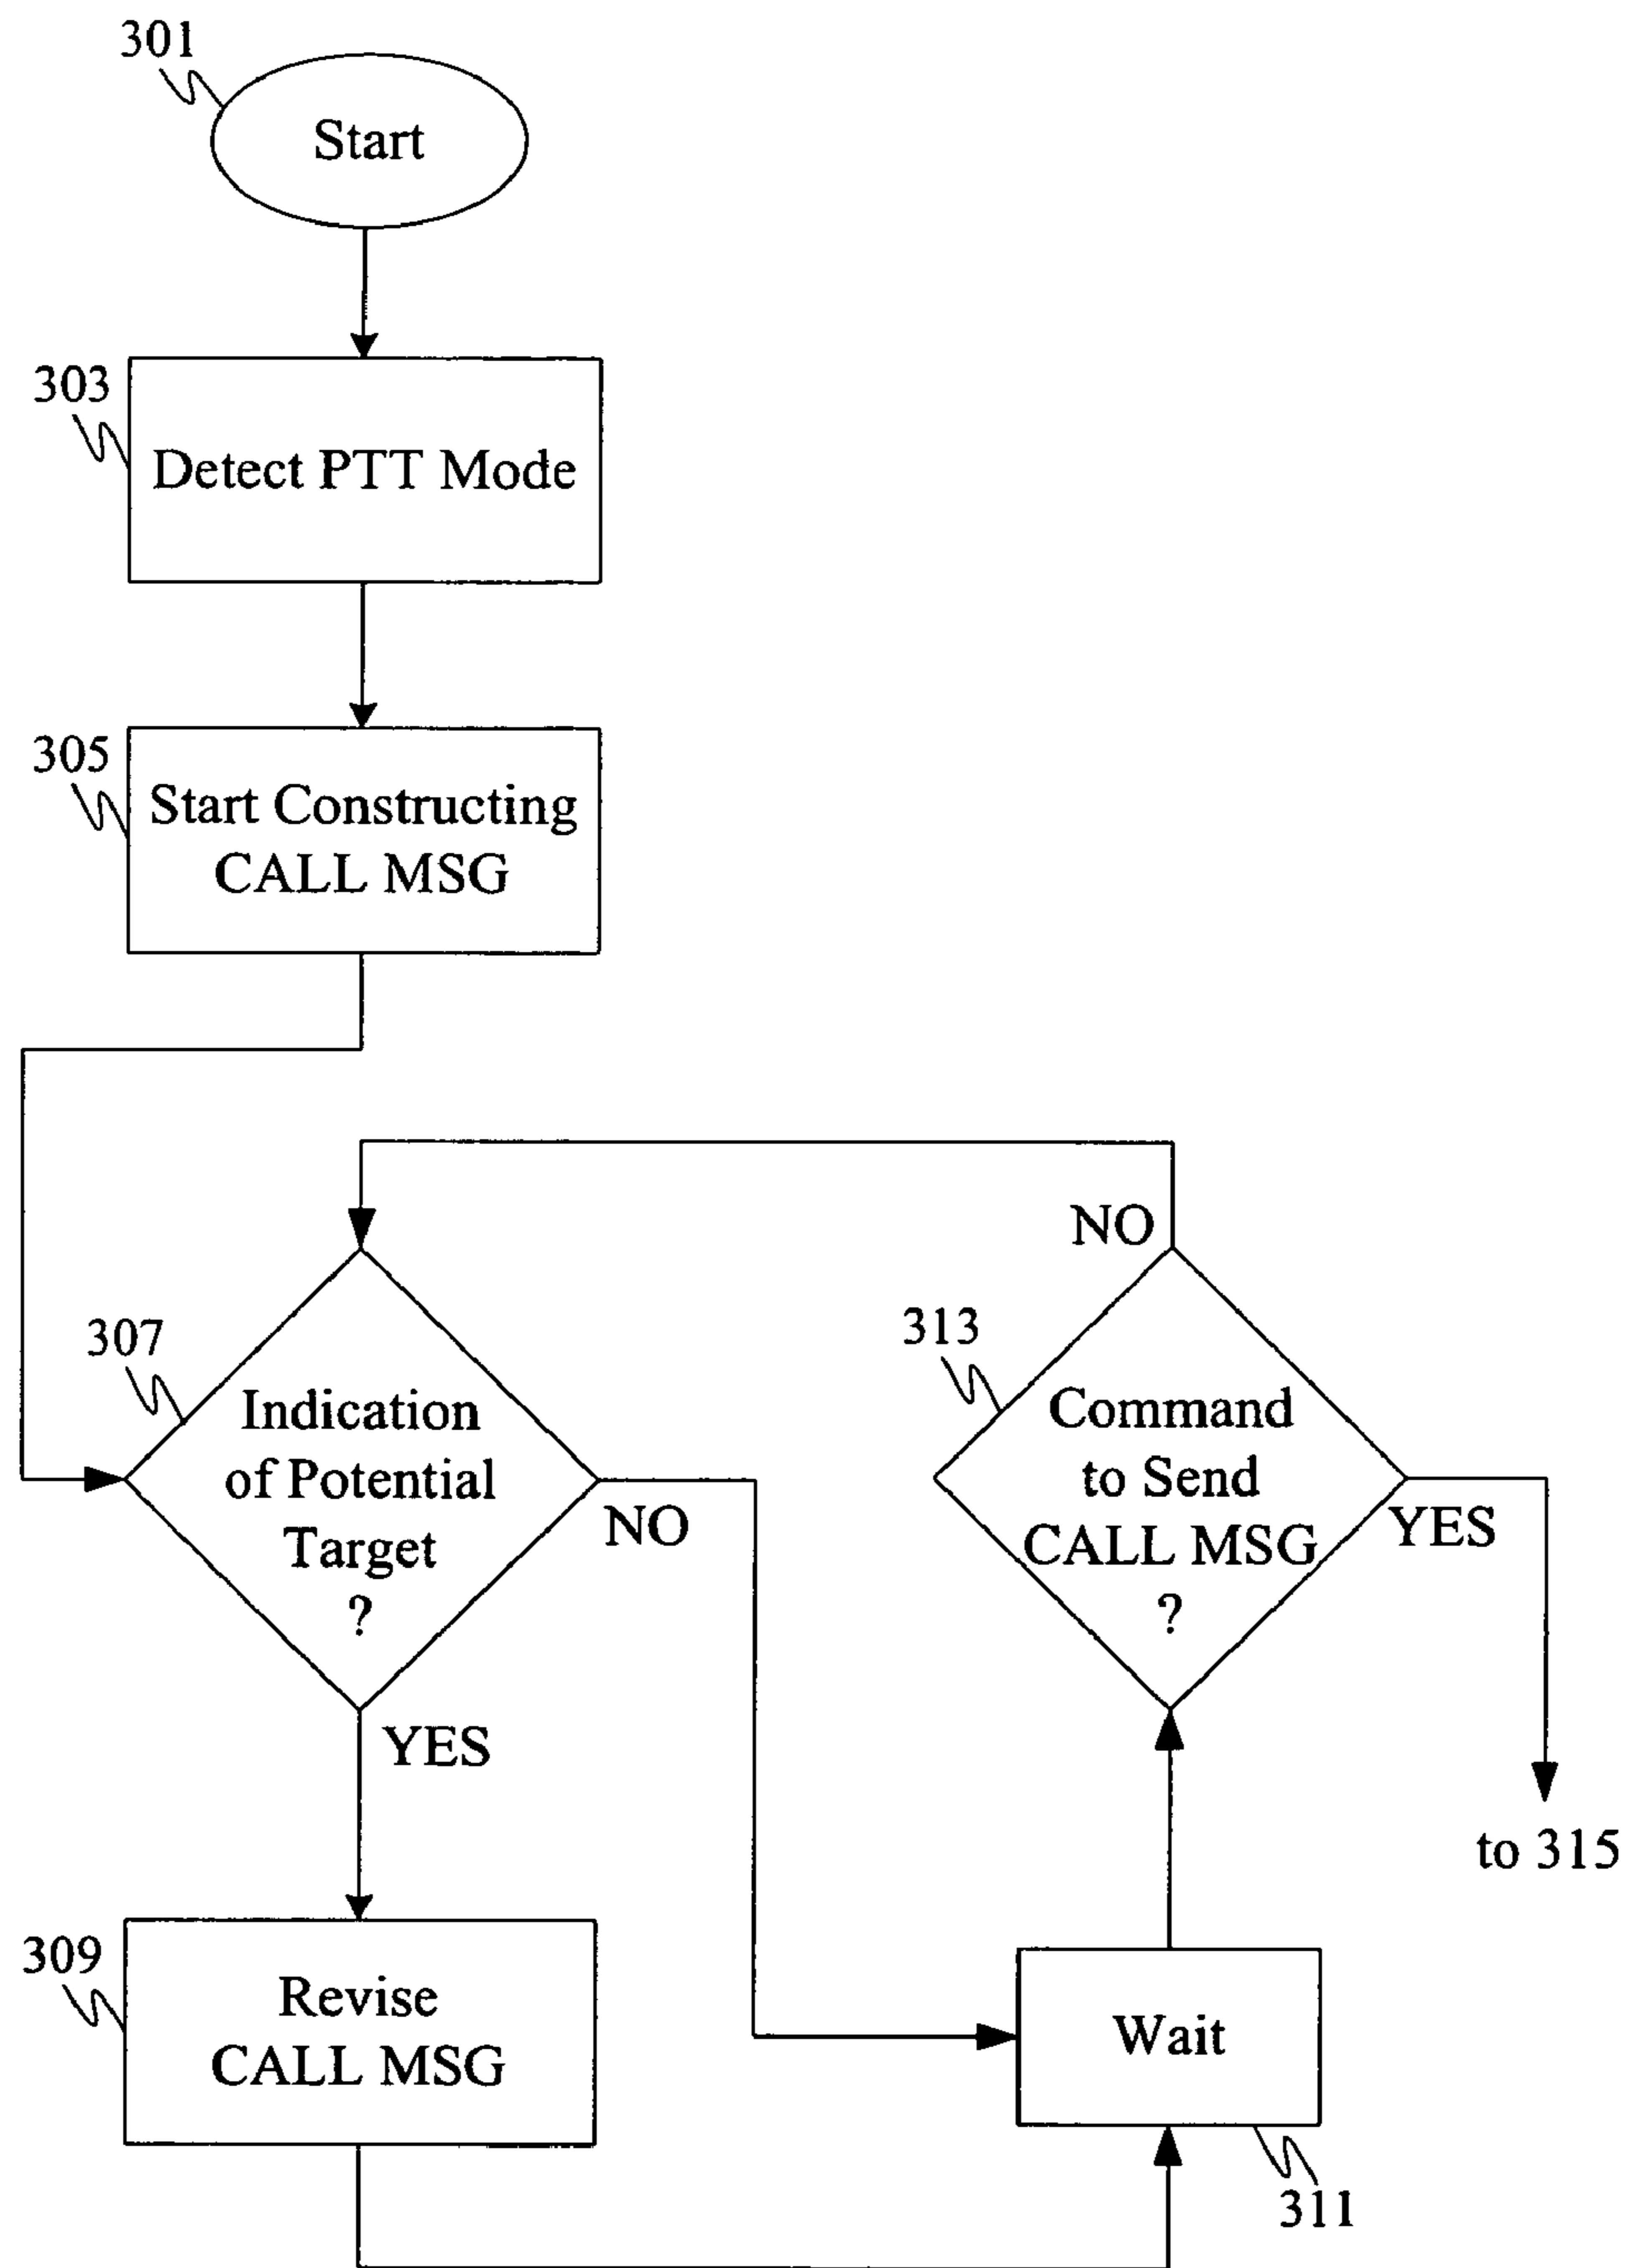 301
Start
303
Detect PTT Mode
305
Start Constructing
CALL MSG
307
Indication
of Potential
Target
?
NO
YES
313
NO
Command
to Send
CALL MSG
?
YES
to 315
309
Revise
CALL MSG
Wait
311